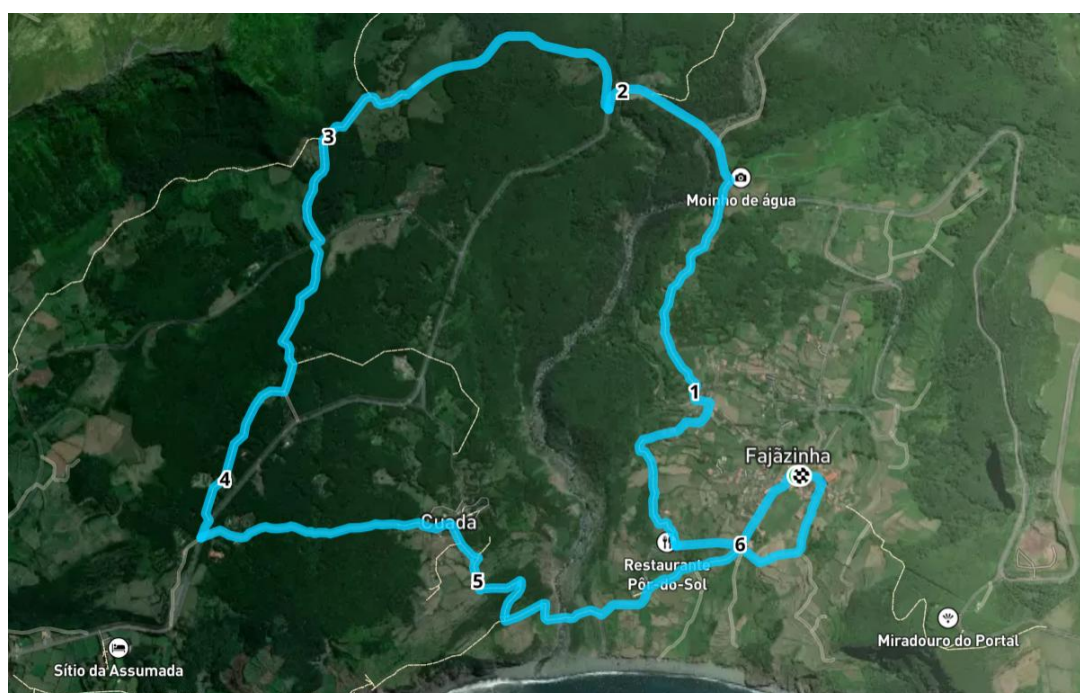 2
3
Moinho de água
1
Fajãzinha
4
Cuada
6
Restaurante
Pôr-do-Sol
5
Miradouro do Portal
Sítio da Assumada